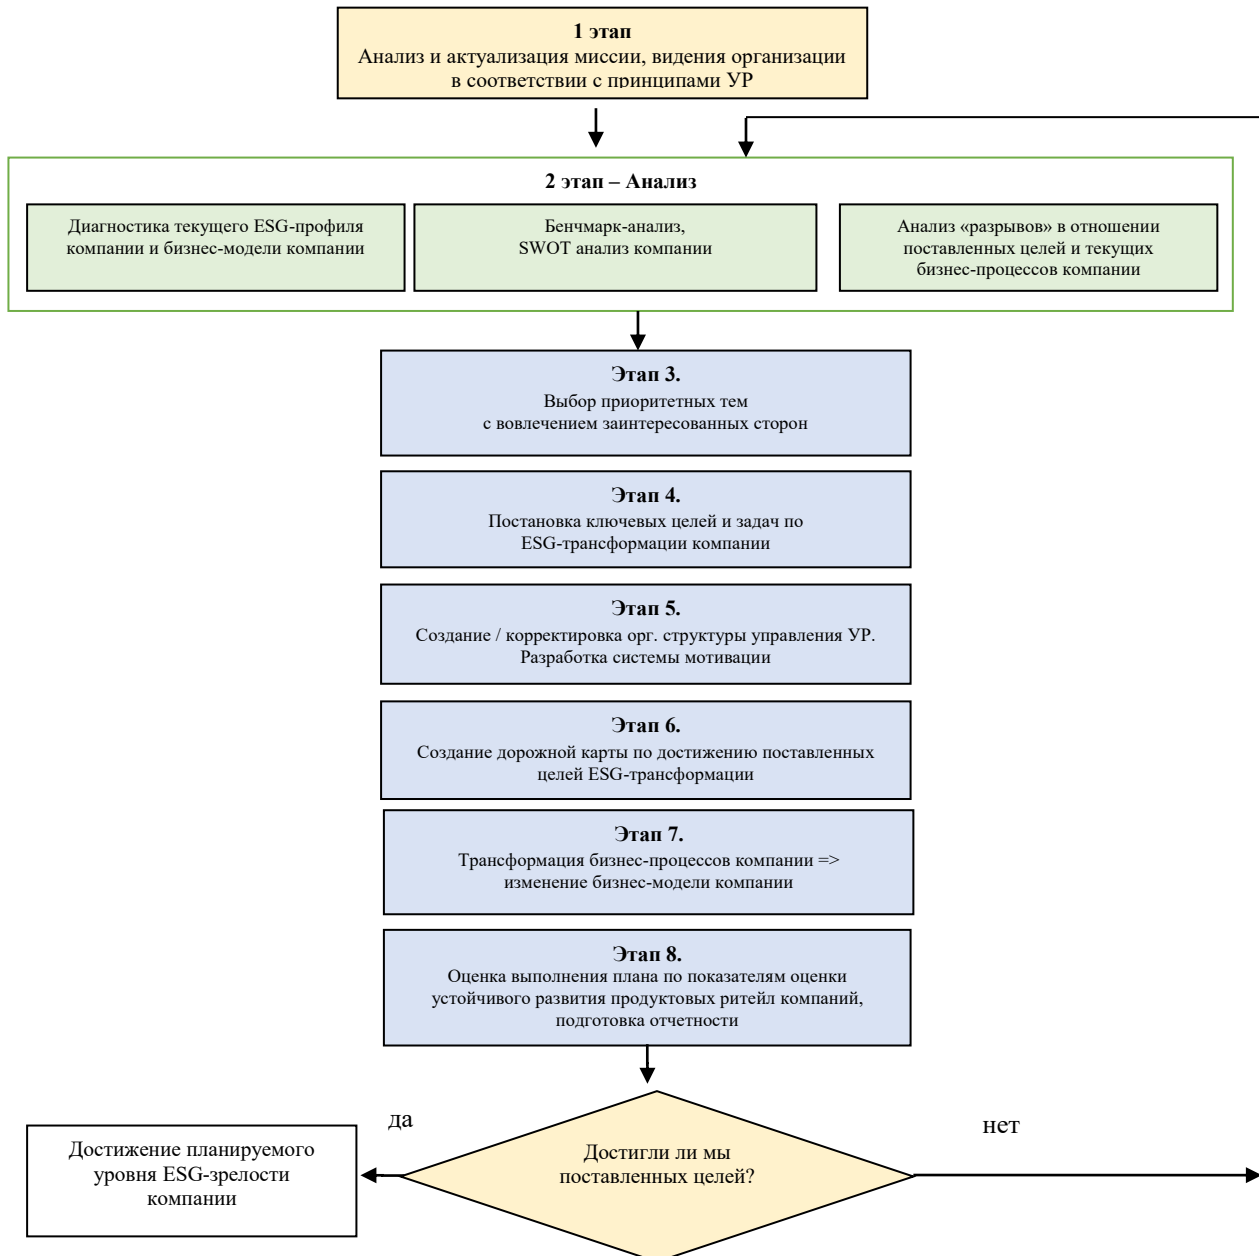 1 этап
Анализ и актуализация миссии, видения организации
в соответствии с принципами УР
2 этап – Анализ
Диагностика текущего ESG-профиля
компании и бизнес-модели компании
Бенчмарк-анализ,
SWOT анализ компании
Анализ «разрывов» в отношении
поставленных целей и текущих
бизнес-процессов компании
Этап 3.
Выбор приоритетных тем
с вовлечением заинтересованных сторон
Этап 4.
Постановка ключевых целей и задач по
ESG-трансформации компании
Этап 5.
Создание / корректировка орг. структуры управления УР.
Разработка системы мотивации
Этап 6.
Создание дорожной карты по достижению поставленных
целей ESG-трансформации
Этап 7.
Трансформация бизнес-процессов компании =>
изменение бизнес-модели компании
Этап 8.
Оценка выполнения плана по показателям оценки
устойчивого развития продуктовых ритейл компаний,
подготовка отчетности
да
нет
Достижение планируемого
уровня ESG-зрелости
компании
Достигли ли мы
поставленных целей?